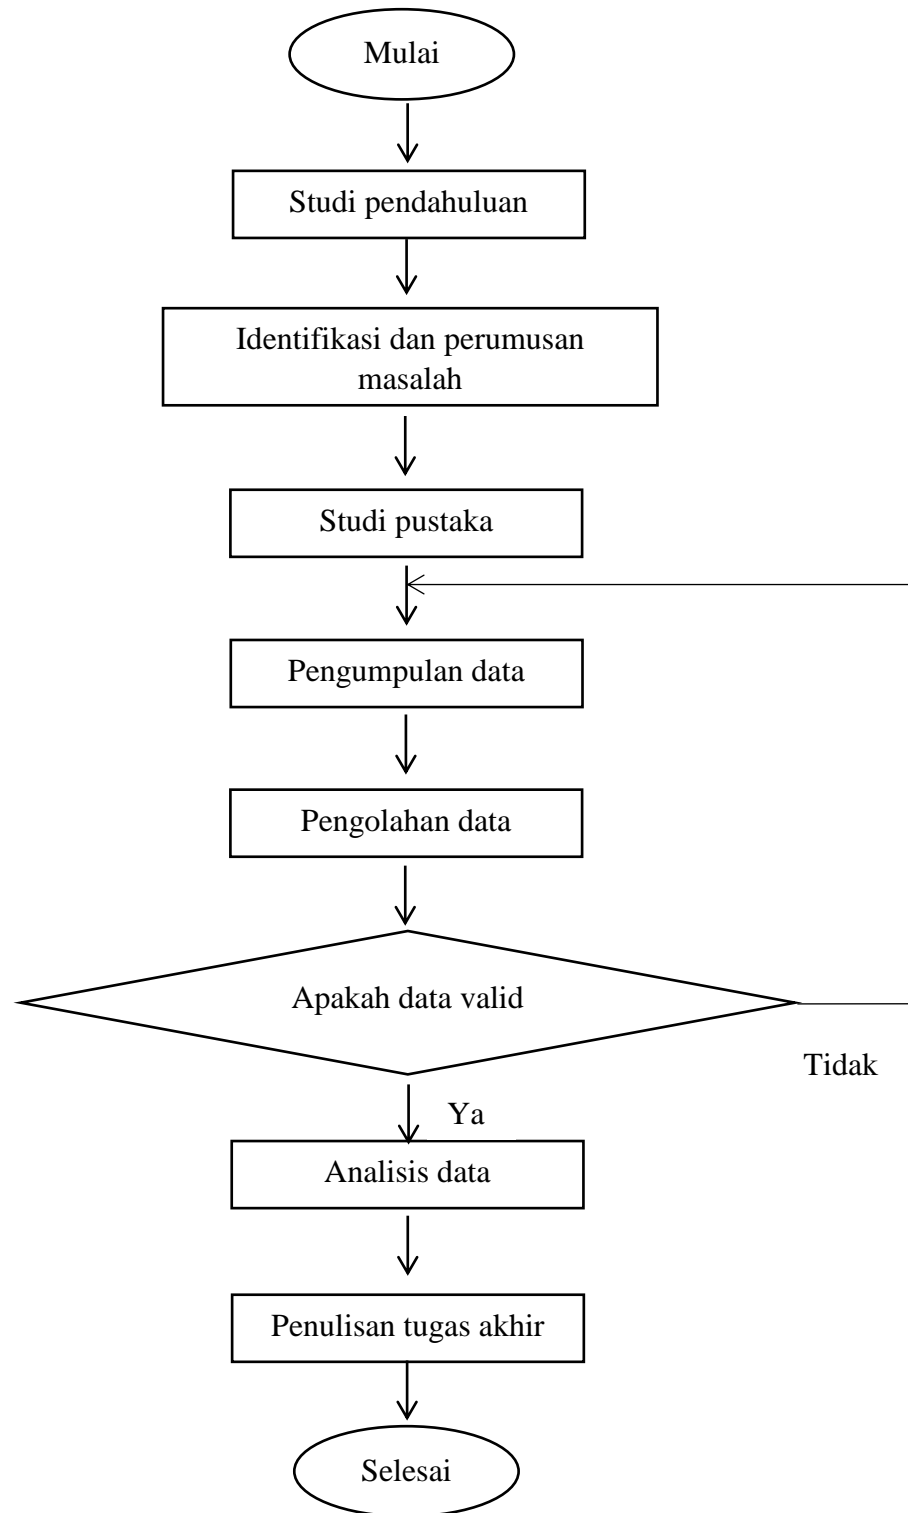 Mulai
Studi pendahuluan
Identifikasi dan perumusan
masalah
Studi pustaka
Pengumpulan data
Pengolahan data
Apakah data valid
Tidak
Ya
Analisis data
Penulisan tugas akhir
Selesai